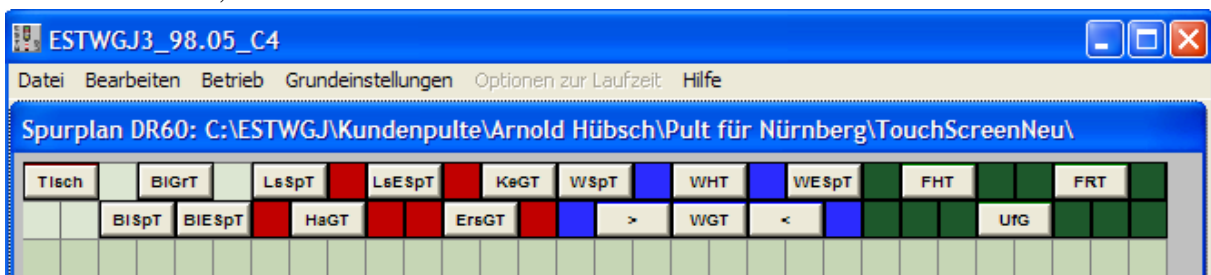 ESTWGJ3_98.05_C4
Datei Bearbeiten Betrieb Grundeinstellungen Optionen zur Laufzeit Hilfe
Spurplan DR60: C:\ESTWGJ\Kundenpulte\Arnold Hübsch\Pult für Nürnberg\TouchScreenNeu\
Tisch BlGrT LsSpT LsESpT KeGT WSpT WHT WESpT FHT FRT
BlSpT BlESpT HaGT ErsGT > WGT < UfG